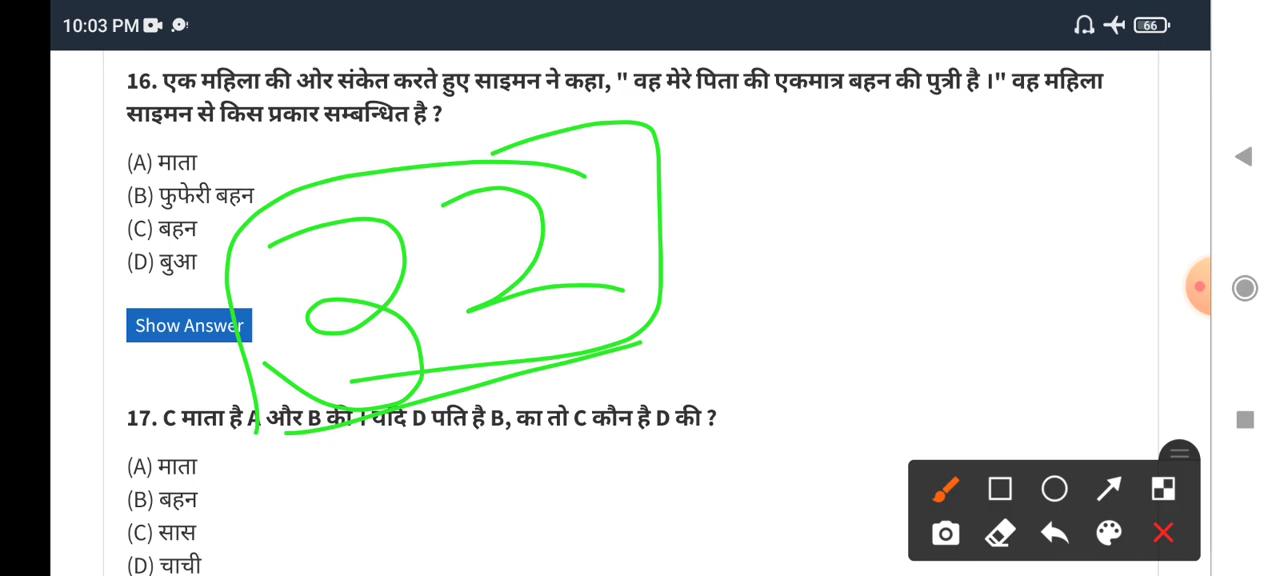 10:03 PM
66
16. एक महिला की ओर संकेत करते हुए साइमन ने कहा, " वह मेरे पिता की एकमात्र बहन की पुत्री है ।" वह महिला
साइमन से किस प्रकार सम्बन्धित है ?
(A) माता
(B) फुफेरी बहन
(C) बहन
(D) बुआ
32
Show Answer
17. C माता है A और B की । यदि D पति है B, का तो C कौन है D की ?
(A) माता
(B) बहन
(C) सास
(D) चाची